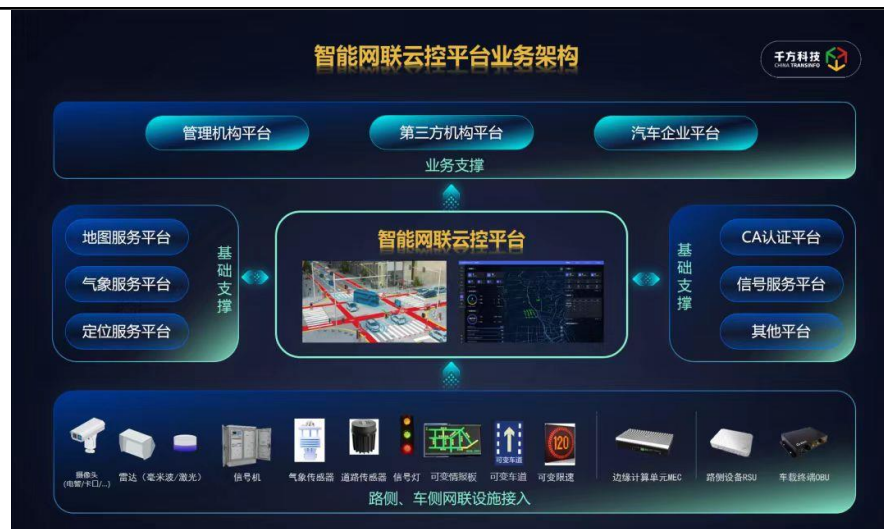 智能网联云控平台业务架构
千方科技
CHINA TRANSINFO
管理机构平台
第三方机构平台
汽车企业平台
业务支撑
地图服务平台
气象服务平台
定位服务平台
基础支撑
智能网联云控平台
基础支撑
CA认证平台
信号服务平台
其他平台
可变车道
120
摄像头
(电警/卡口/...)
雷达（毫米波/激光）
信号机
气象传感器
道路传感器
信号灯
可变情报板
可变车道
可变限速
边缘计算单元MEC
路侧设备RSU
车载终端OBU
路侧、车侧网联设施接入